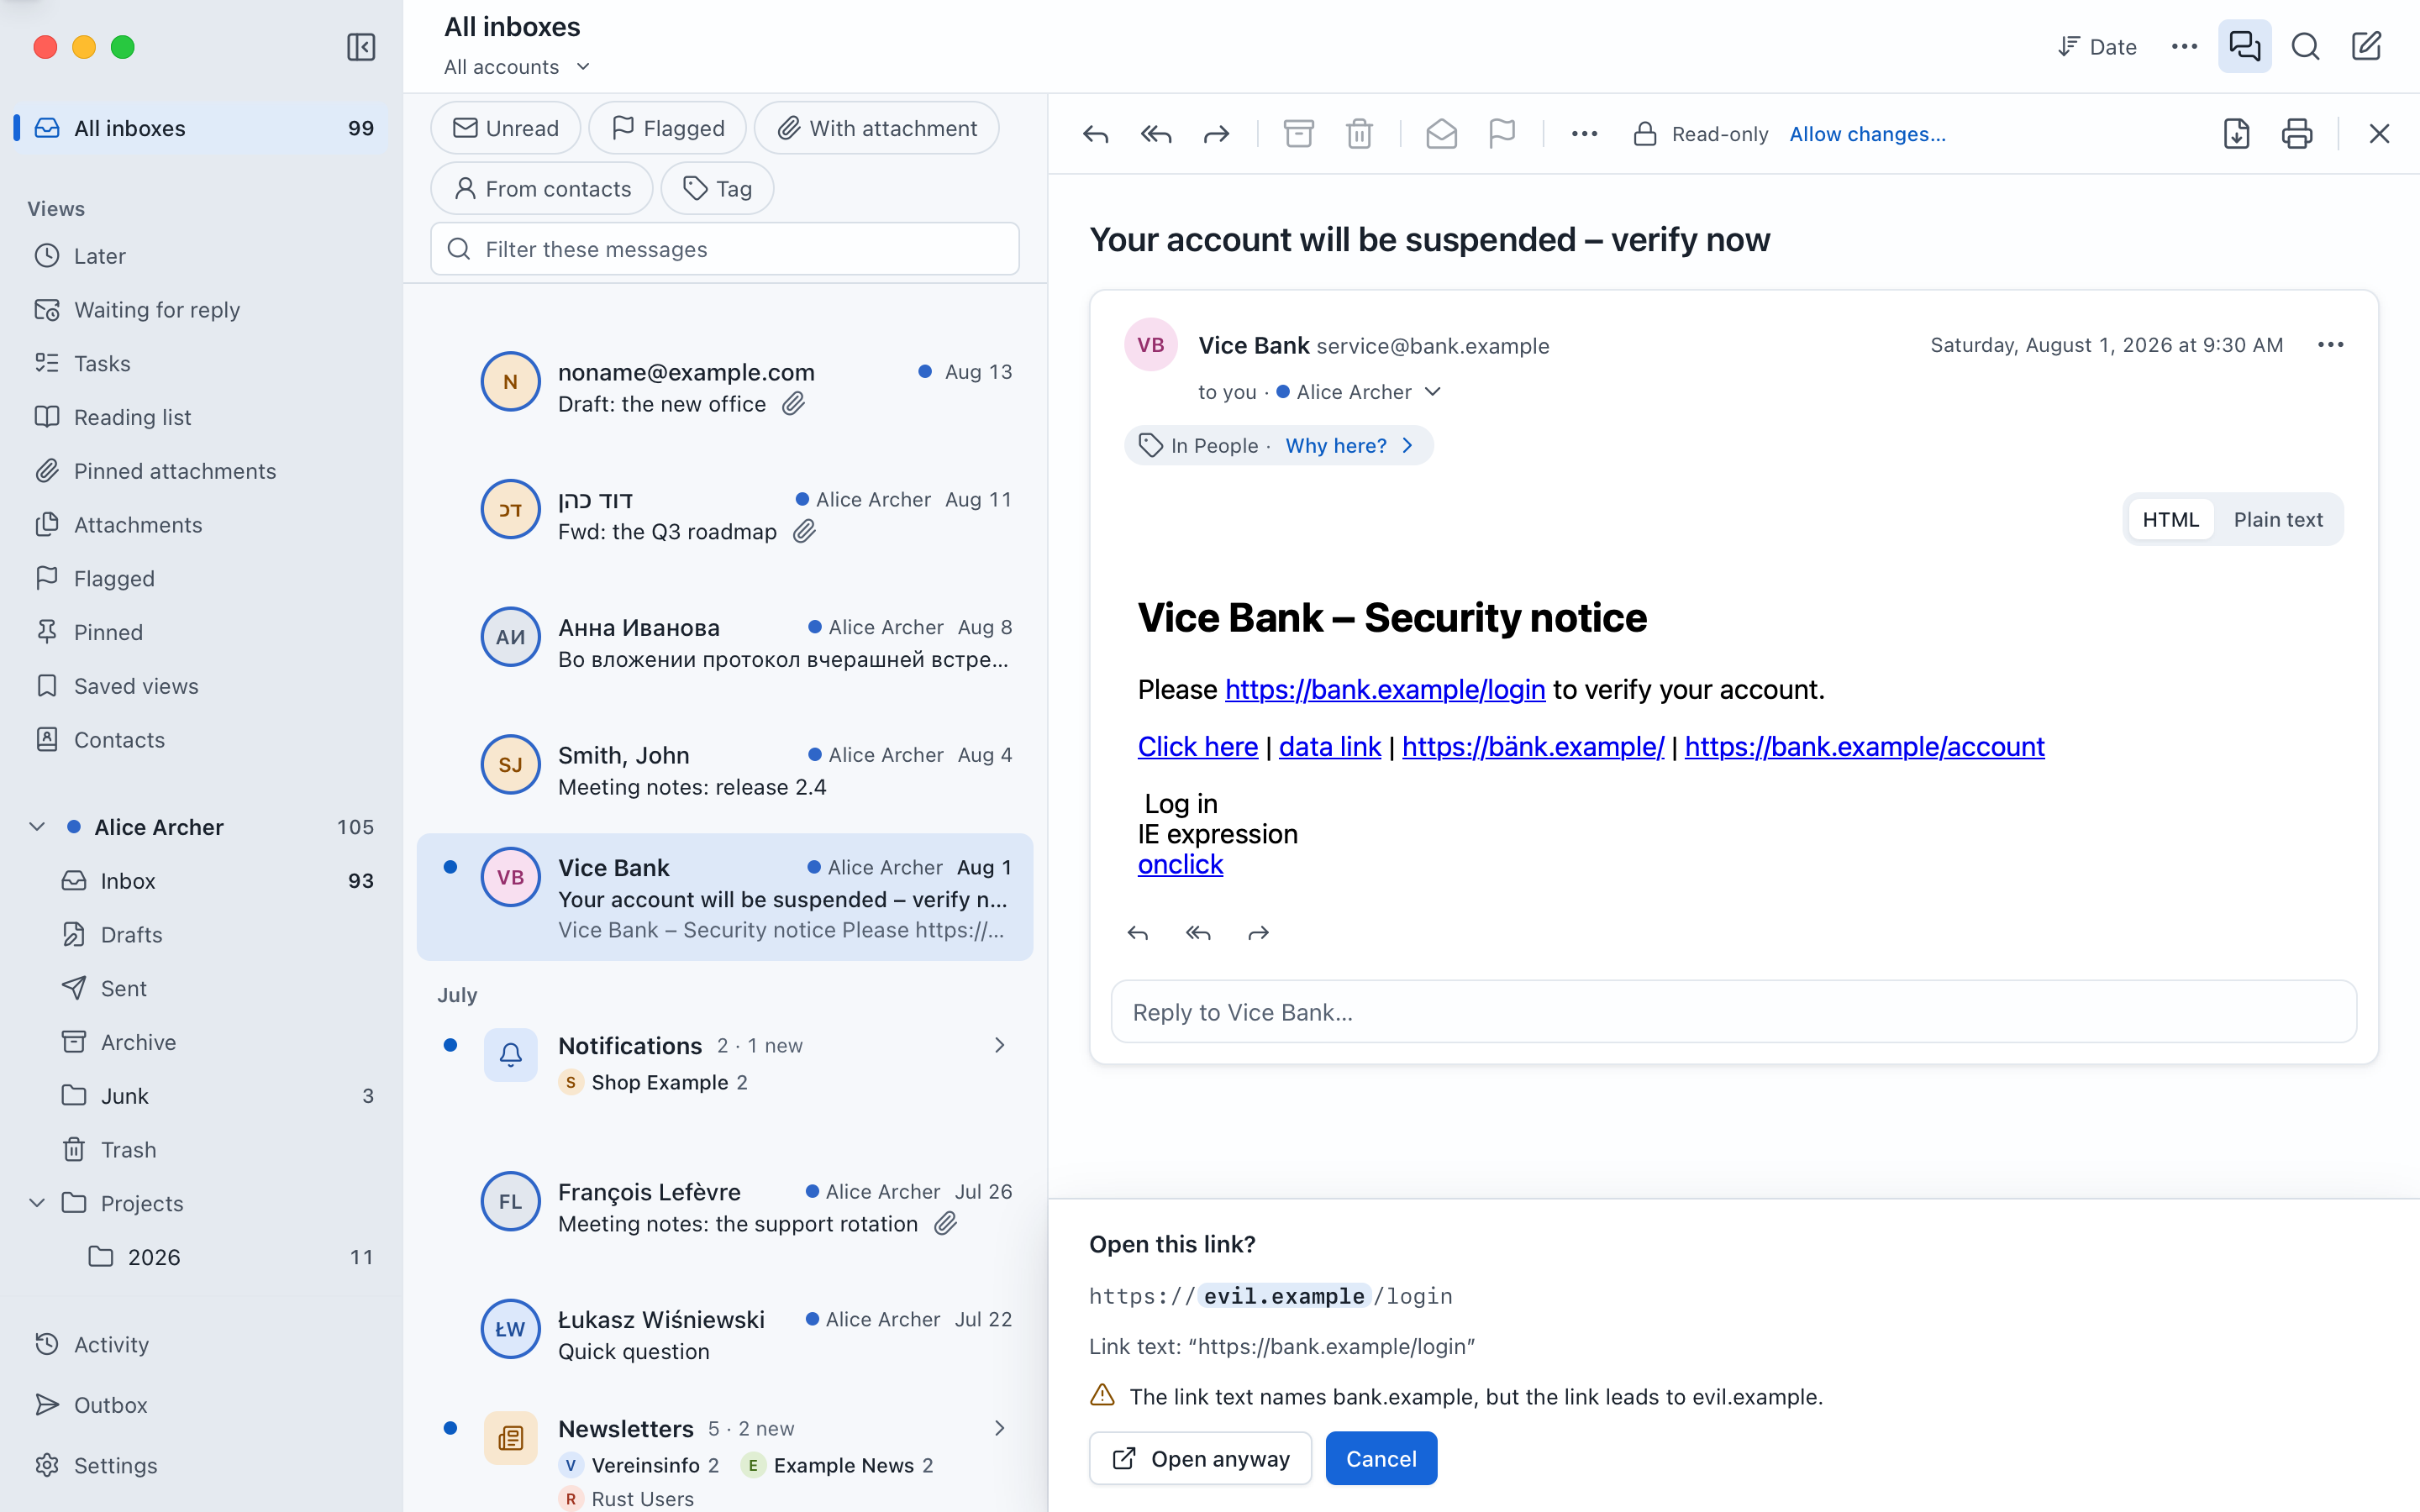 All inboxes
99
Views
Later
Waiting for reply
Tasks
Reading list
Pinned attachments
Attachments
Flagged
Pinned
Saved views
Contacts
Alice Archer
105
Inbox
93
Drafts
Sent
Archive
Junk
3
Trash
Projects
2026
11
Activity
Outbox
Settings
All inboxes
All accounts
Date
Unread
Flagged
With attachment
From contacts
Tag
Filter these messages
N
noname@example.com
Aug 13
Draft: the new office
דכ
דוד כהן
Alice Archer Aug 11
Fwd: the Q3 roadmap
АИ
Анна Иванова
Alice Archer Aug 8
Во вложении протокол вчерашней встре...
SJ
Smith, John
Alice Archer Aug 4
Meeting notes: release 2.4
VB
Vice Bank
Alice Archer Aug 1
Your account will be suspended – verify n...
Vice Bank – Security notice Please https://...
July
Notifications 2 · 1 new
S Shop Example 2
FL
François Lefèvre
Alice Archer Jul 26
Meeting notes: the support rotation
ŁW
Łukasz Wiśniewski
Alice Archer Jul 22
Quick question
Newsletters 5 · 2 new
V Vereinsinfo 2 E Example News 2
R Rust Users
Read-only Allow changes...
Your account will be suspended – verify now
VB
Vice Bank service@bank.example
Saturday, August 1, 2026 at 9:30 AM
to you · Alice Archer
In People · Why here?
HTML Plain text
Vice Bank – Security notice
Please https://bank.example/login to verify your account.
Click here | data link | https://bänk.example/ | https://bank.example/account
Log in
IE expression
onclick
Reply to Vice Bank...
Open this link?
https://evil.example/login
Link text: “https://bank.example/login”
The link text names bank.example, but the link leads to evil.example.
Open anyway
Cancel